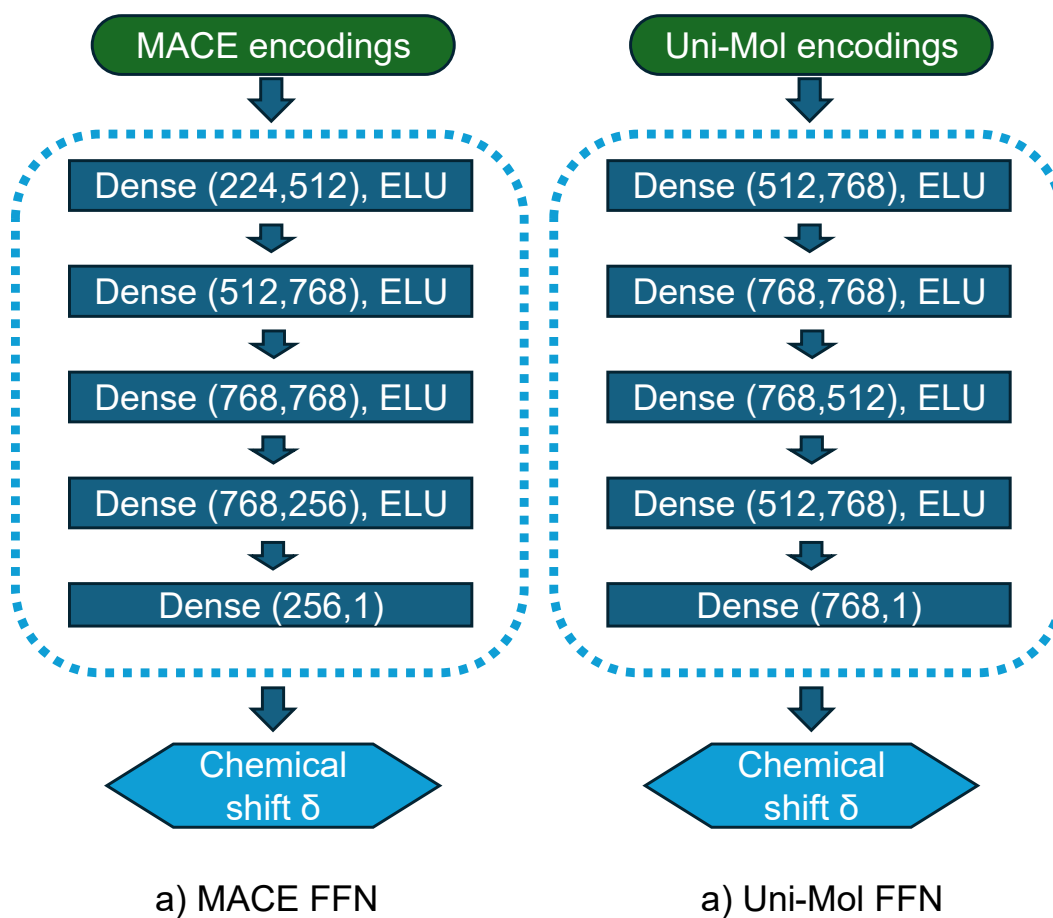 MACE encodings
Dense (224,512), ELU
Dense (512,768), ELU
Dense (768,768), ELU
Dense (768,256), ELU
Dense (256,1)
Chemical
shift δ
a) MACE FFN
Uni-Mol encodings
Dense (512,768), ELU
Dense (768,768), ELU
Dense (768,512), ELU
Dense (512,768), ELU
Dense (768,1)
Chemical
shift δ
a) Uni-Mol FFN